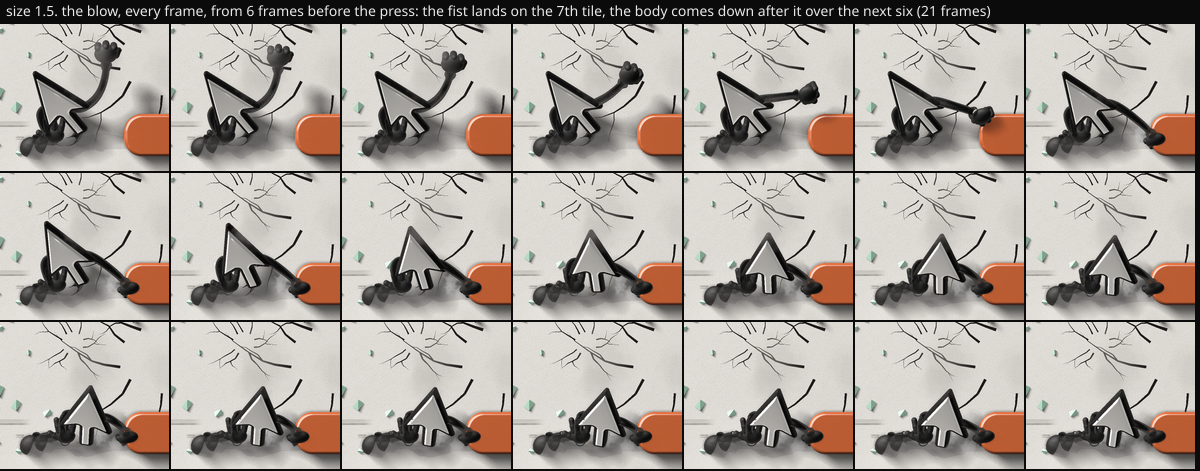 size 1.5. the blow, every frame, from 6 frames before the press: the fist lands on the 7th tile, the body comes down after it over the next six (21 frames)